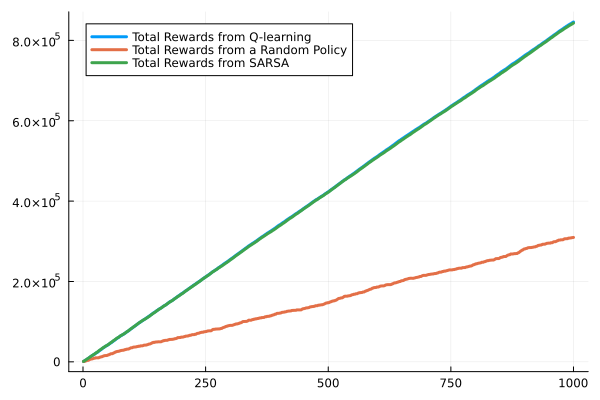 Total Rewards from Q-learning
Total Rewards from a Random Policy
Total Rewards from SARSA
8.0×10⁵
6.0×10⁵
4.0×10⁵
2.0×10⁵
0
0 250 500 750 1000